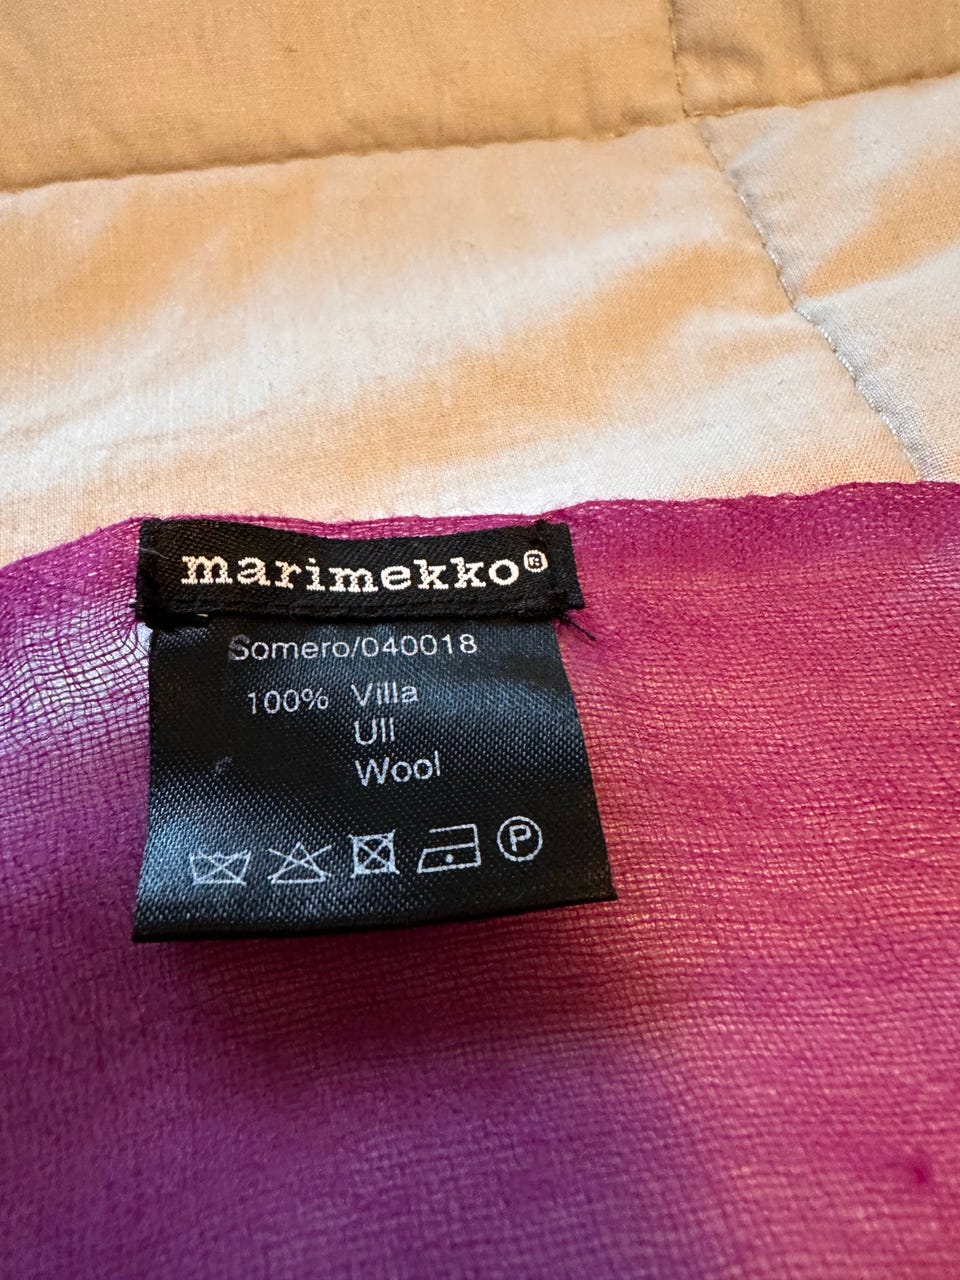 marimekko®
Somero/040018
100% Villa
Ull
Wool
P